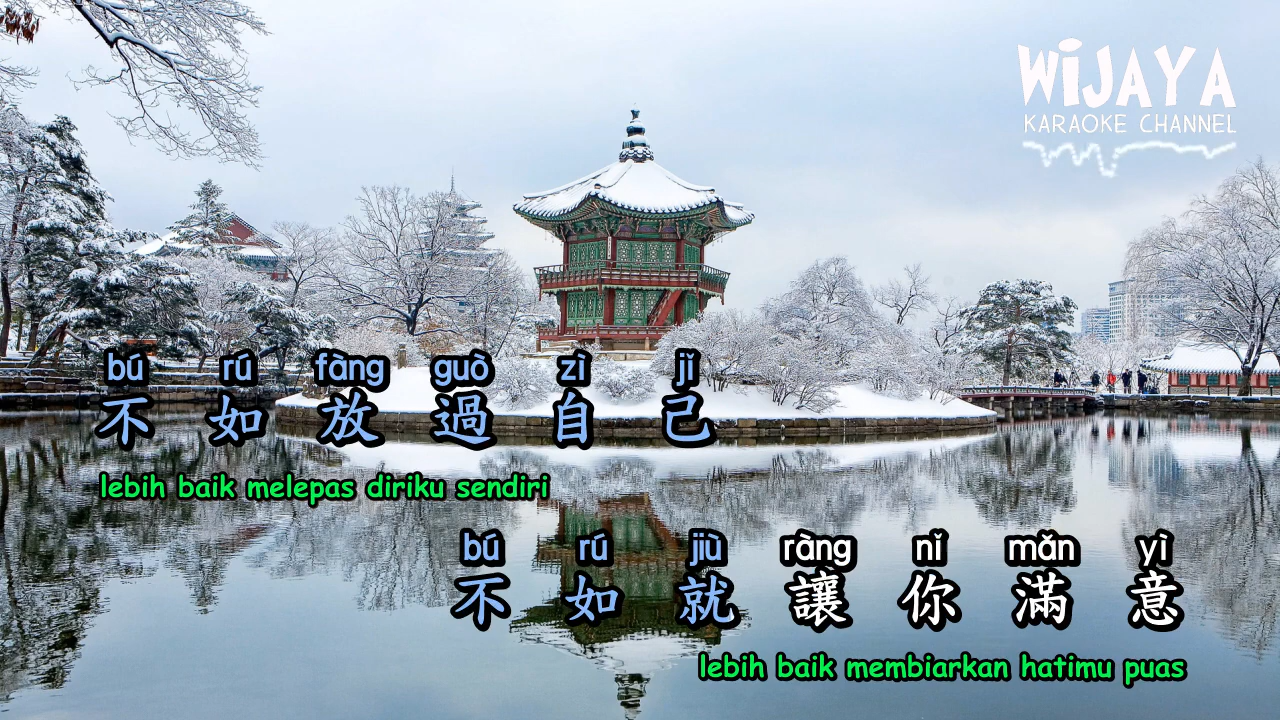 WiJAYA
KARAOKE CHANNEL
bú rú fàng guò zì jǐ
不如放過自己
lebih baik melepas diriku sendiri
bú rú jiù ràng nǐ mǎn yì
不如就讓你滿意
lebih baik membiarkan hatimu puas